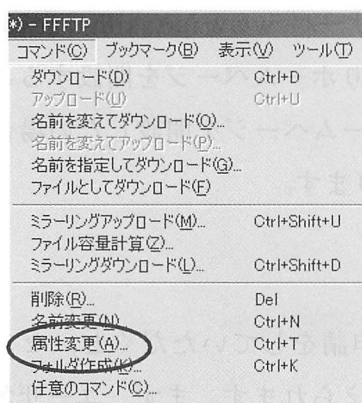 *) - FFFTP
コマンド(C) ブックマーク(B) 表示(V) ツール(T)
ダウンロード(D) Ctrl+D
アップロード(U) Ctrl+U
名前を変えてダウンロード(O)...
名前を変えてアップロード(P)...
名前を指定してダウンロード(G)...
ファイルとしてダウンロード(F)
ミラーリングアップロード(M)... Ctrl+Shift+U
ファイル容量計算(Z)...
ミラーリングダウンロード(L)... Ctrl+Shift+D
削除(R)... Del
名前変更(N)... Ctrl+N
属性変更(A)... Ctrl+T
フォルダ作成(K)... Ctrl+K
任意のコマンド(C)...